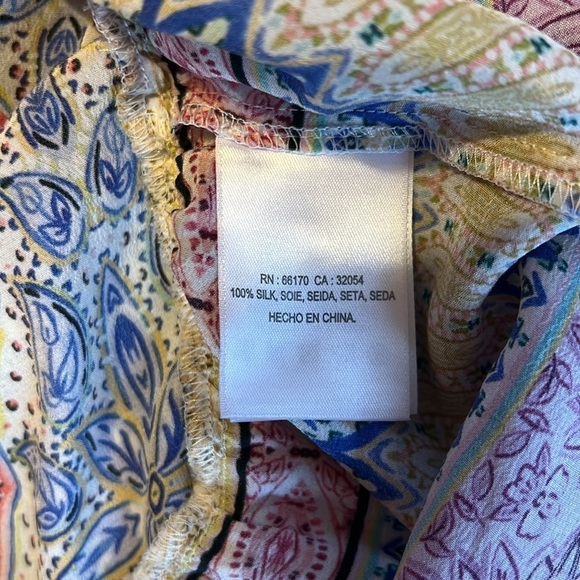 RN : 66170 CA : 32054
100% SILK, SOIE, SEIDA, SETA, SEDA
HECHO EN CHINA.